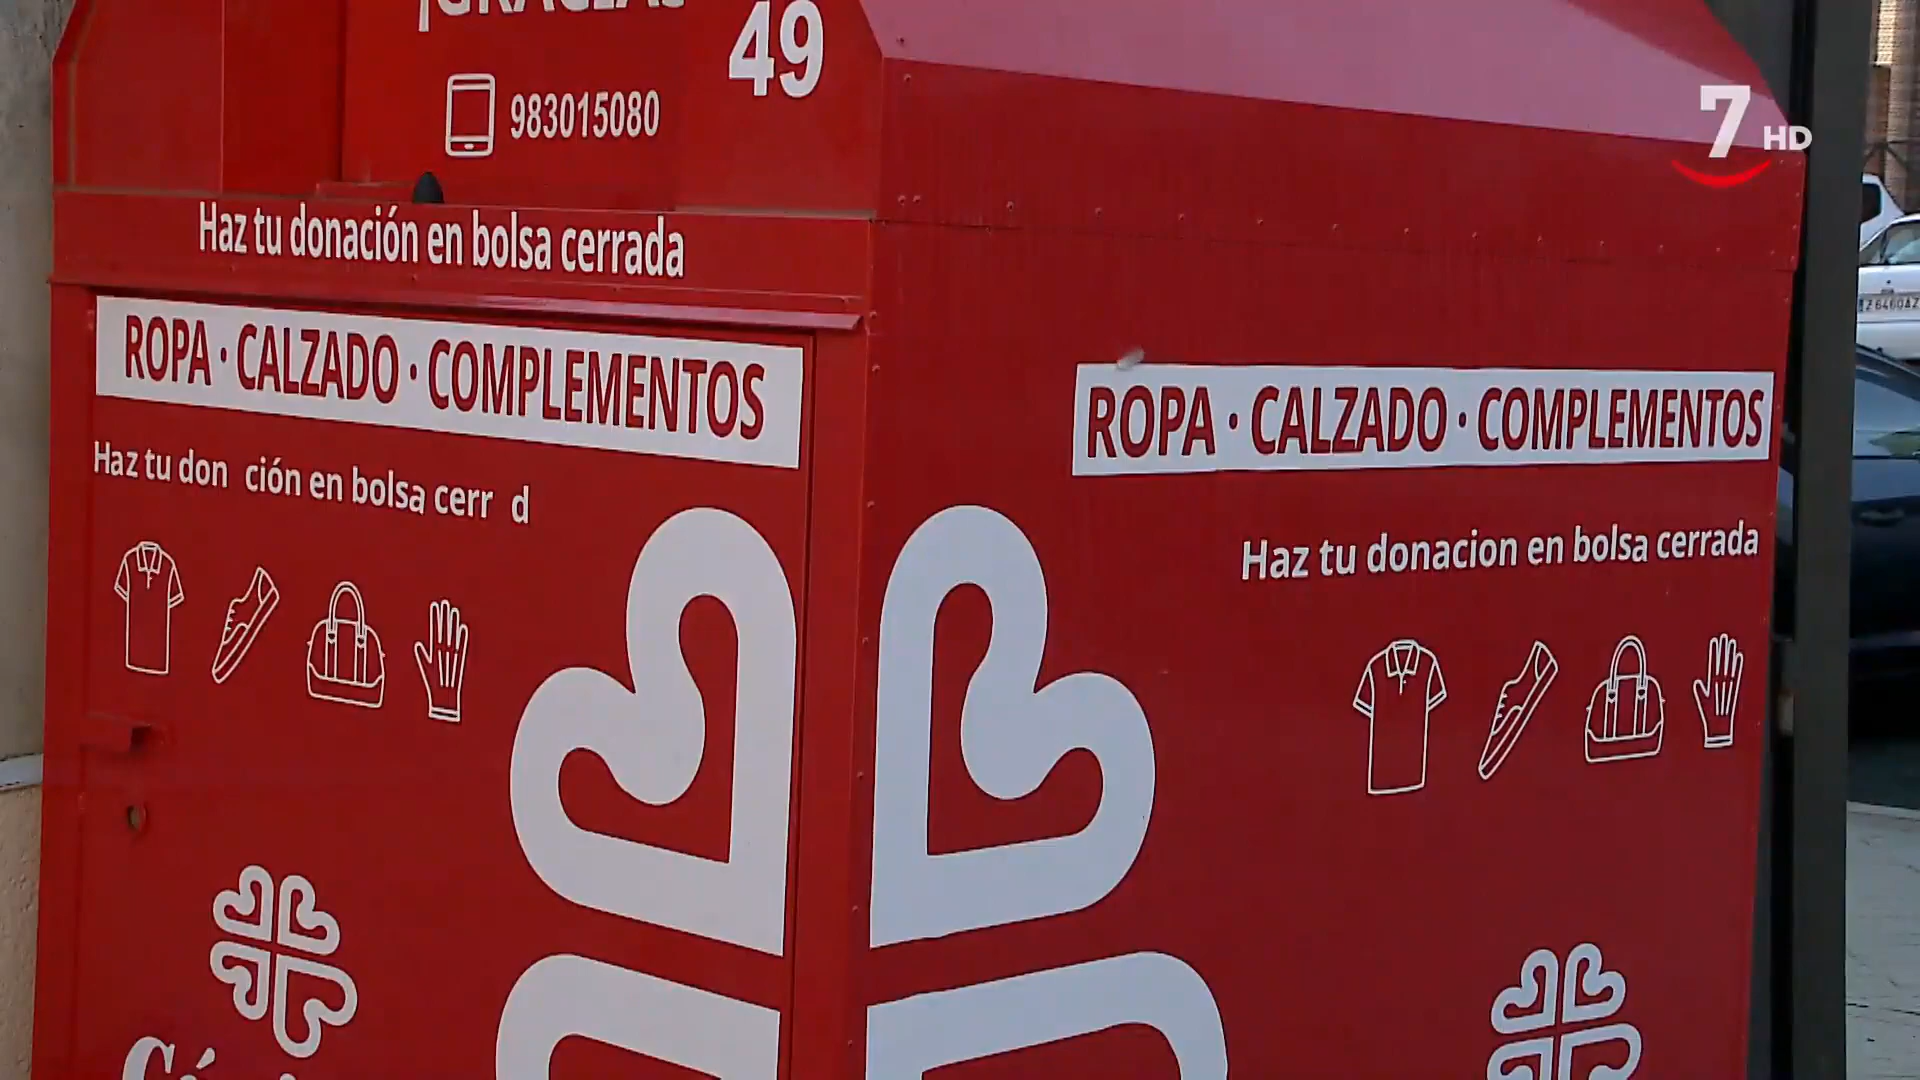 ¡GRACIAS
49
983015080
Haz tu donación en bolsa cerrada
ROPA · CALZADO · COMPLEMENTOS
Haz tu don ción en bolsa cerr d
ROPA · CALZADO · COMPLEMENTOS
Haz tu donacion en bolsa cerrada
7 HD